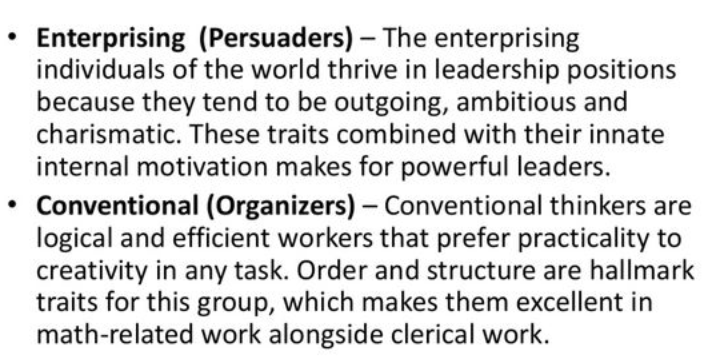 • Enterprising (Persuaders) – The enterprising
individuals of the world thrive in leadership positions
because they tend to be outgoing, ambitious and
charismatic. These traits combined with their innate
internal motivation makes for powerful leaders.
• Conventional (Organizers) – Conventional thinkers are
logical and efficient workers that prefer practicality to
creativity in any task. Order and structure are hallmark
traits for this group, which makes them excellent in
math-related work alongside clerical work.